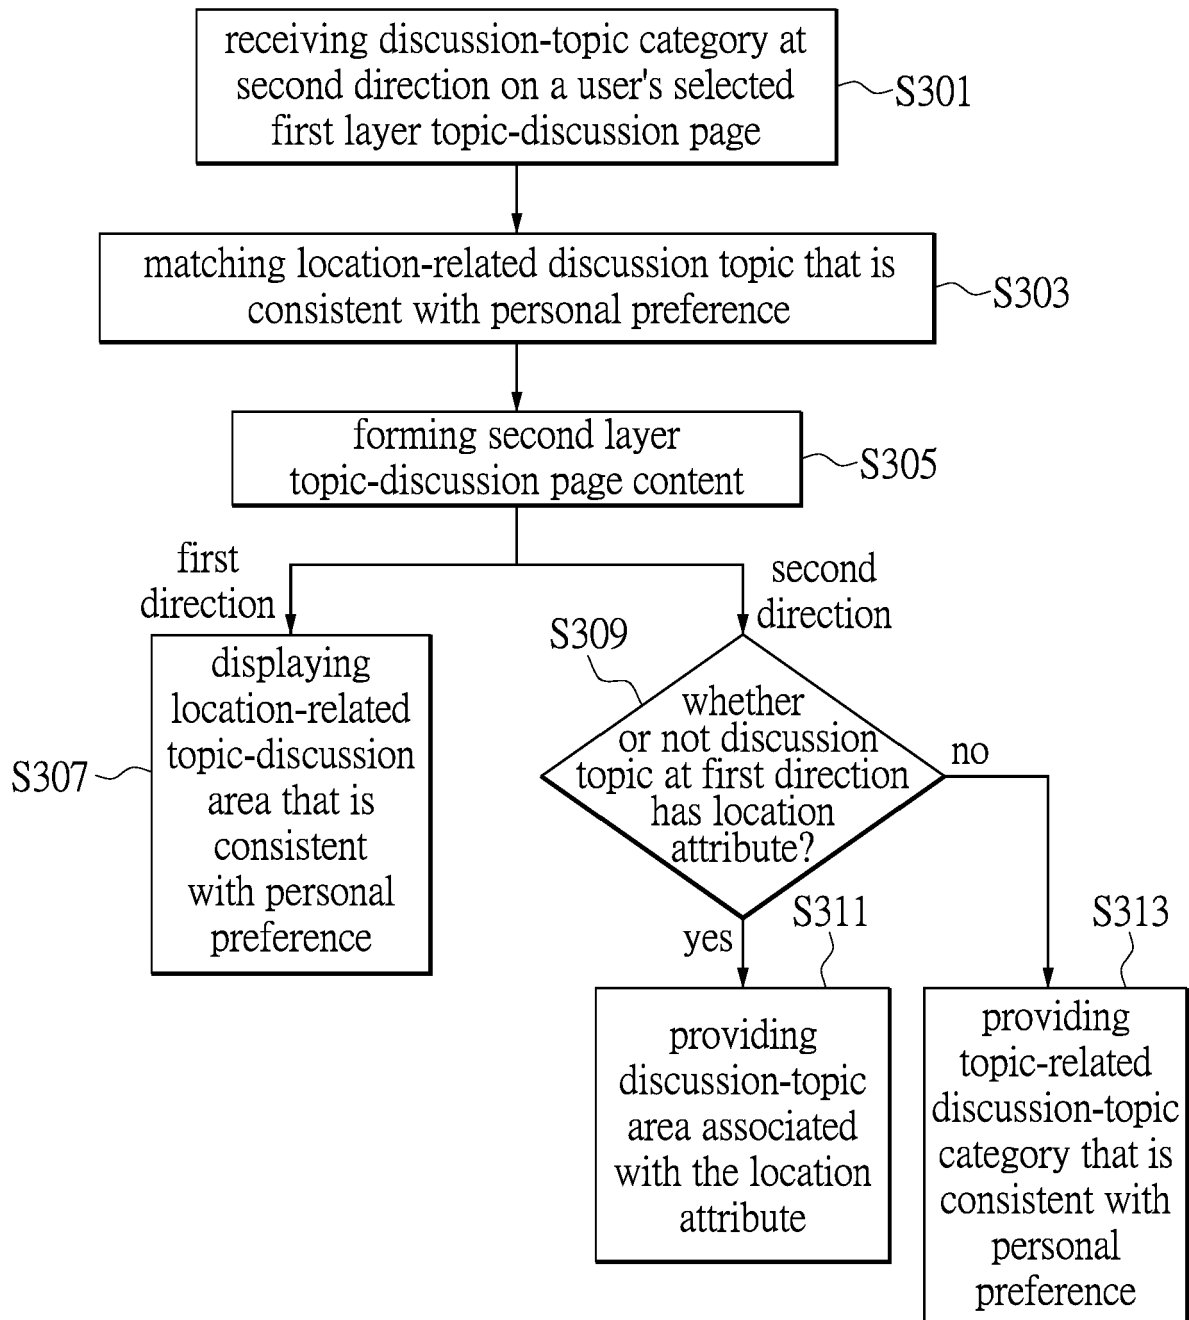 receiving discussion-topic category at
second direction on a user's selected
first layer topic-discussion page
S301
matching location-related discussion topic that is
consistent with personal preference
S303
forming second layer
topic-discussion page content
S305
first
direction
second
direction
displaying
location-related
topic-discussion
area that is
consistent
with personal
preference
S307
S309
whether
or not discussion
topic at first direction
has location
attribute?
no
yes
S311
providing
discussion-topic
area associated
with the location
attribute
S313
providing
topic-related
discussion-topic
category that is
consistent with
personal
preference